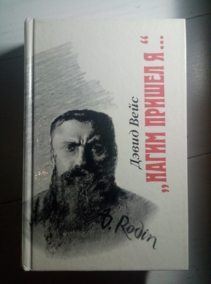 Дэвид Вейс
„НАГИМ ПРИШЕЛ Я...“
A. Rodin